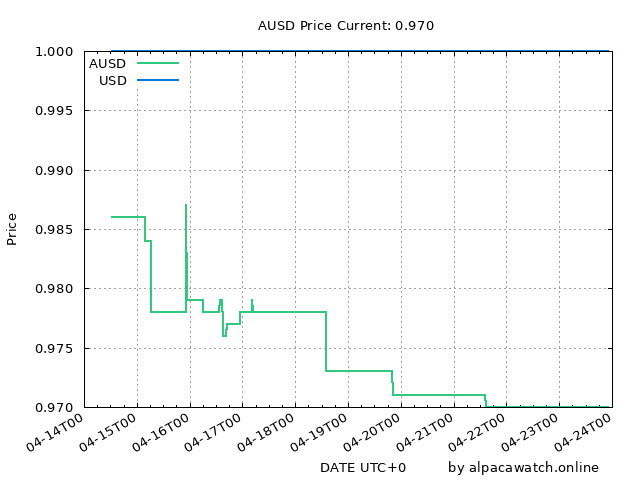 AUSD Price Current: 0.970
1.000
AUSD
USD
0.995
0.990
0.985
0.980
0.975
0.970
Price
04-14T00
04-15T00
04-16T00
04-17T00
04-18T00
04-19T00
04-20T00
04-21T00
04-22T00
04-23T00
04-24T00
DATE UTC+0
by alpacawatch.online